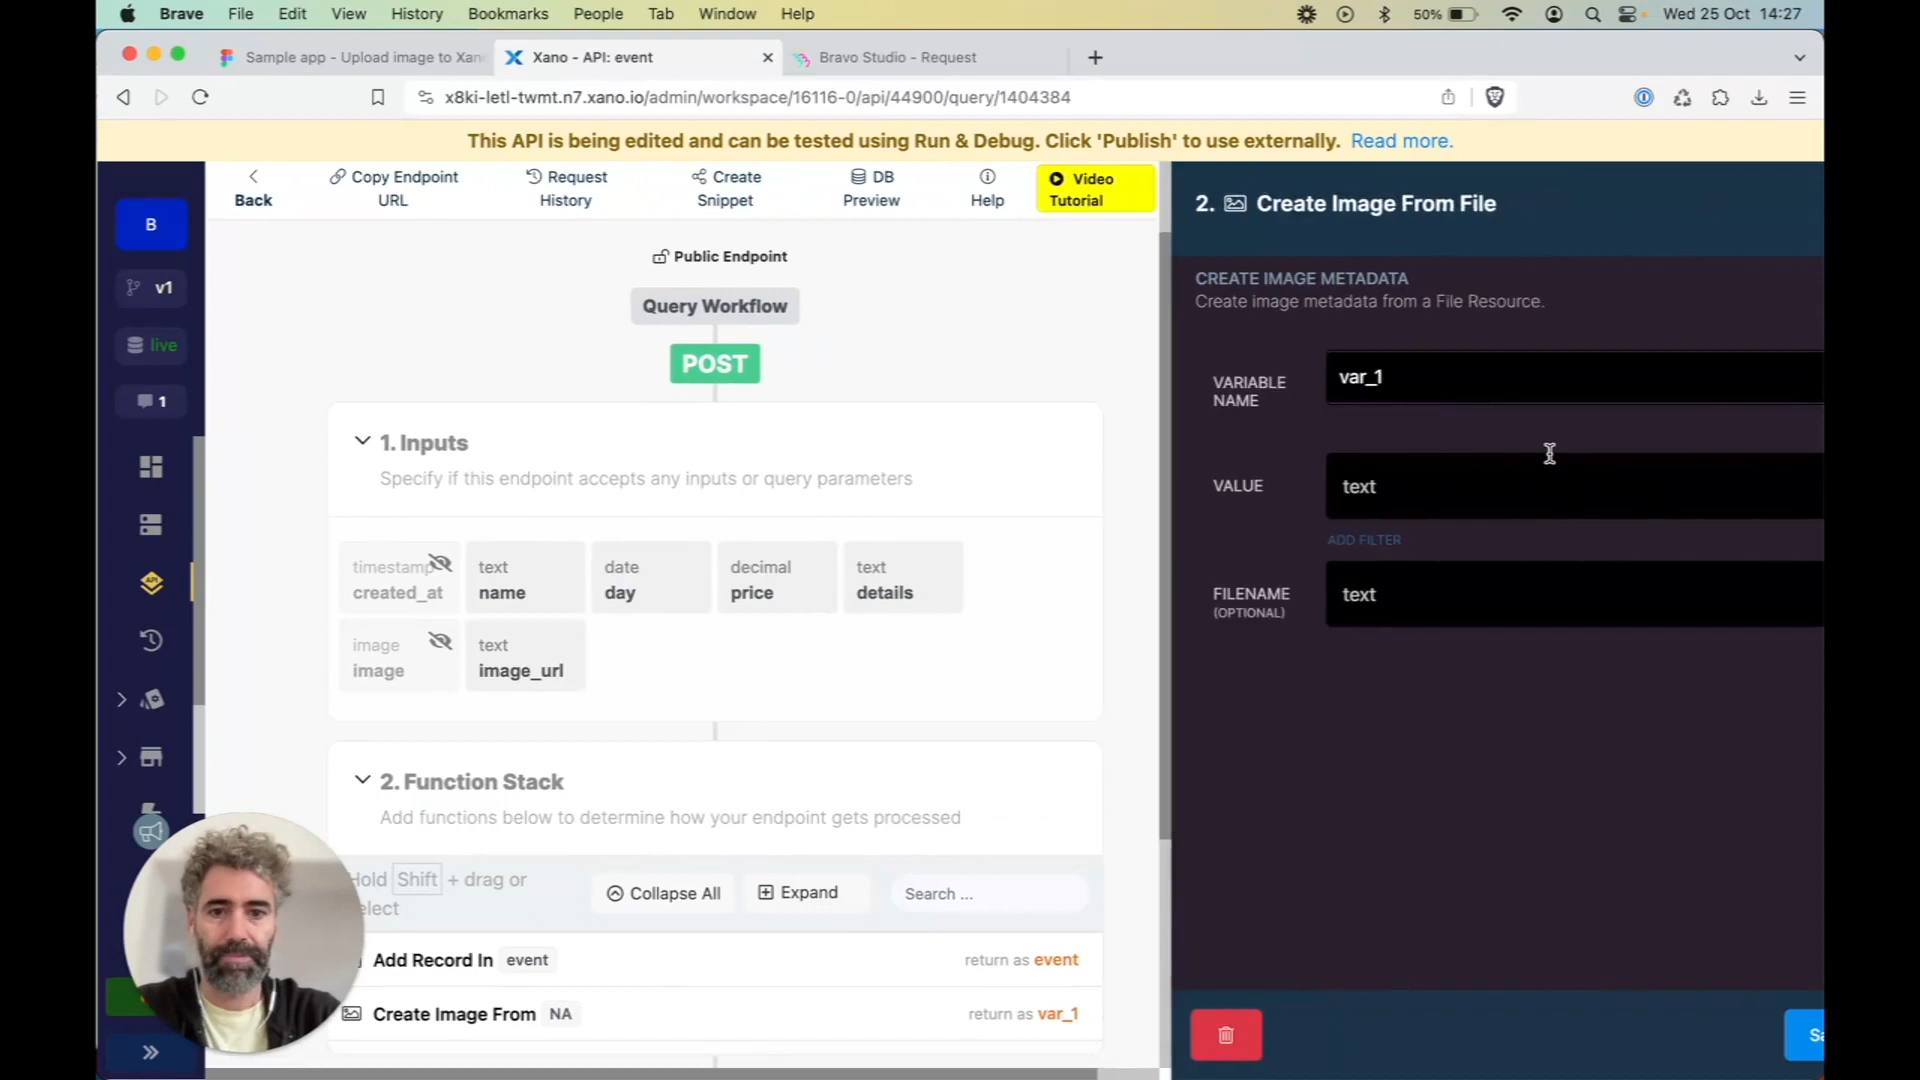 Brave File Edit View History Bookmarks People Tab Window Help 50% Wed 25 Oct 14:27
Sample app - Upload image to Xano
Xano - API: event
Bravo Studio - Request
x8ki-letl-twmt.n7.xano.io/admin/workspace/16116-0/api/44900/query/1404384
This API is being edited and can be tested using Run & Debug. Click 'Publish' to use externally. Read more.
B
v1
live
1
Back
Copy Endpoint
URL
Request
History
Create
Snippet
DB
Preview
Help
Video
Tutorial
Public Endpoint
Query Workflow
POST
1. Inputs
Specify if this endpoint accepts any inputs or query parameters
timestamp
created_at
text
name
date
day
decimal
price
text
details
image
image
text
image_url
2. Function Stack
Add functions below to determine how your endpoint gets processed
Hold Shift + drag or
elect
Collapse All
Expand
Search ...
Add Record In event
return as event
Create Image From NA
return as var_1
2. Create Image From File
CREATE IMAGE METADATA
Create image metadata from a File Resource.
VARIABLE
NAME
var_1
VALUE
text
ADD FILTER
FILENAME
(OPTIONAL)
text